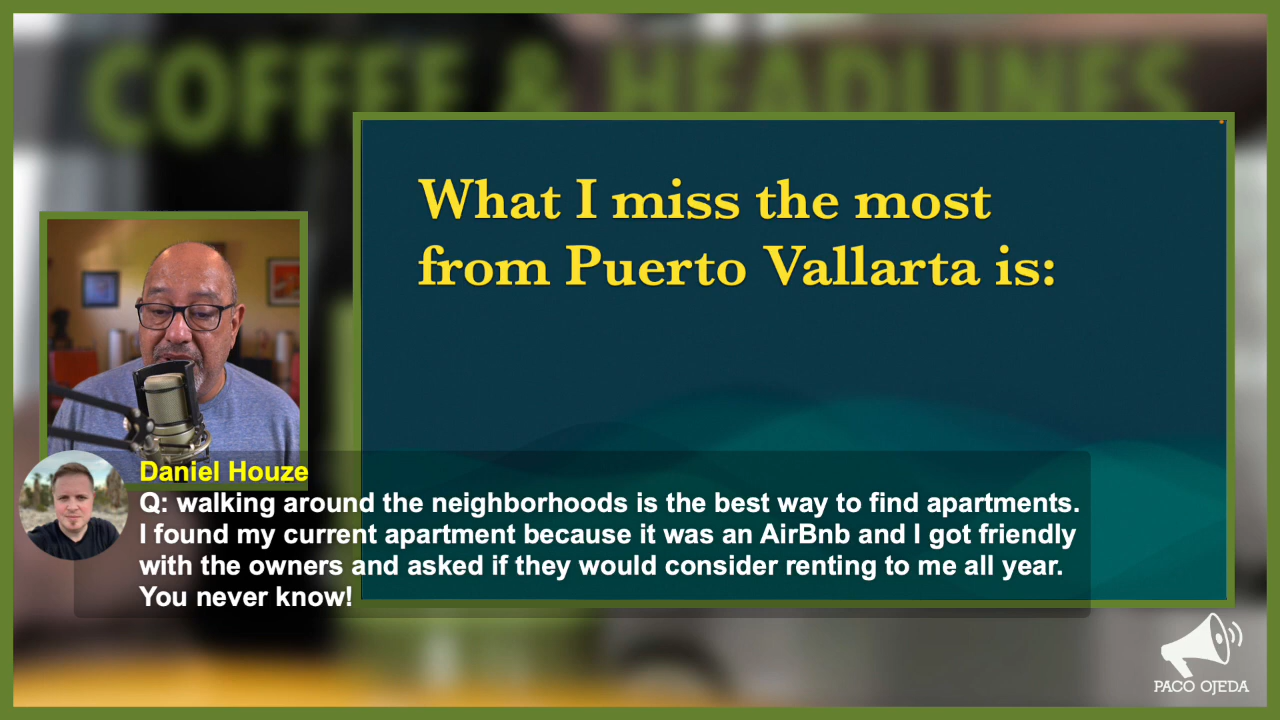 COFFEE & HEADLINES
What I miss the most
from Puerto Vallarta is:
Daniel Houze
Q: walking around the neighborhoods is the best way to find apartments.
I found my current apartment because it was an AirBnb and I got friendly
with the owners and asked if they would consider renting to me all year.
You never know!
PACO OJEDA